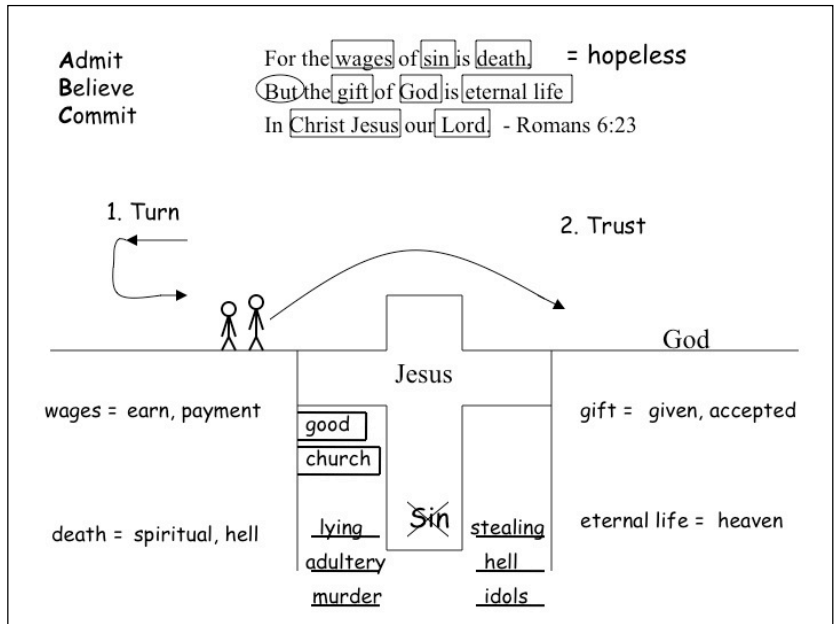 Admit
Believe
Commit
For the wages of sin is death, = hopeless
But the gift of God is eternal life
In Christ Jesus our Lord. - Romans 6:23
1. Turn
2. Trust
God
Jesus
wages = earn, payment
gift = given, accepted
good
church
death = spiritual, hell
eternal life = heaven
Sin
lying
adultery
murder
stealing
hell
idols